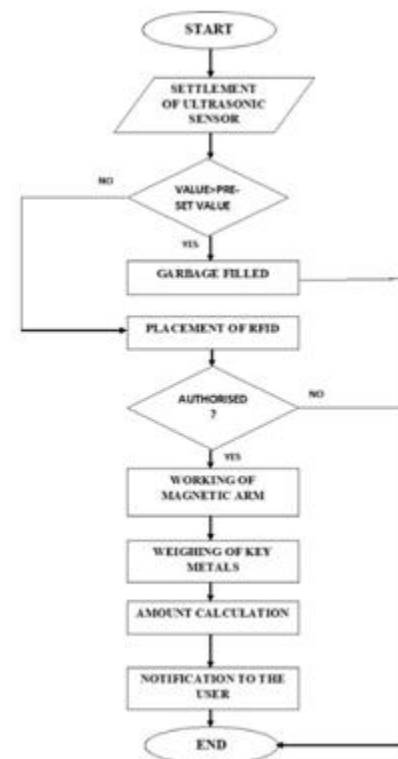 START
SETTLEMENT
OF ULTRASONIC
SENSOR
NO
VALUE>PRE-
SET VALUE
YES
GARBAGE FILLED
PLACEMENT OF RFID
AUTHORISED
?
NO
YES
WORKING OF
MAGNETIC ARM
WEIGHING OF KEY
METALS
AMOUNT CALCULATION
NOTIFICATION TO THE
USER
END